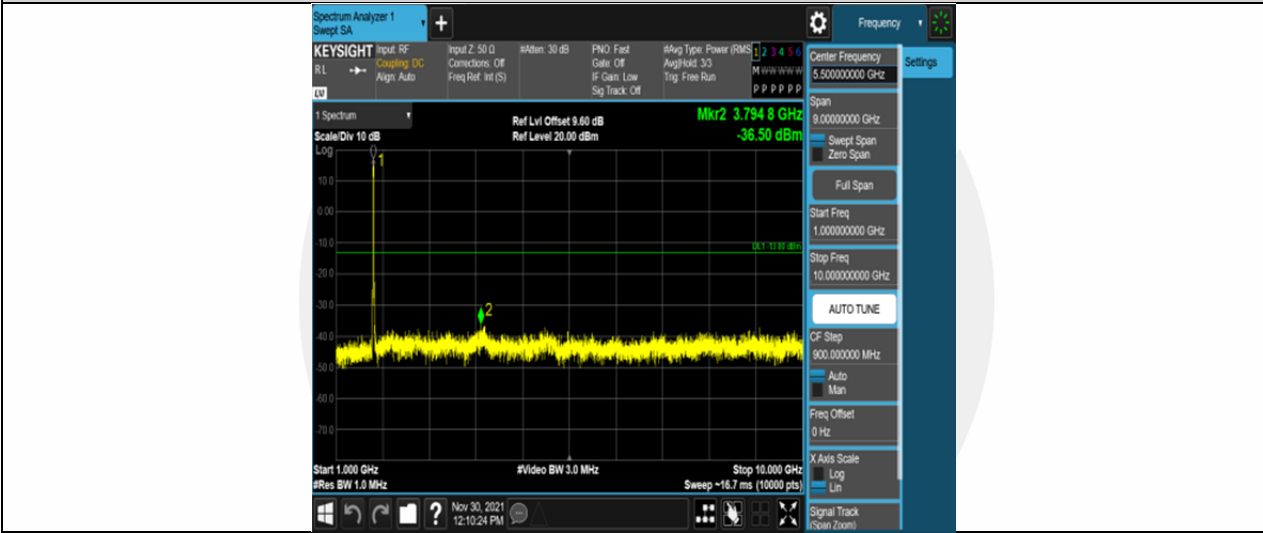 Spectrum Analyzer 1
Swept SA
+
Frequency
KEYSIGHT
Input: RF
Coupling: DC
Align: Auto
R L
LV
Input Z: 50 Ω
Corrections: Off
Freq Ref: Int (S)
#Atten: 30 dB
PNO: Fast
Gate: Off
IF Gain: Low
Sig Track: Off
#Avg Type: Power (RMS
Avg|Hold: 3/3
Trig: Free Run
1 2 3 4 5 6
M W W W W W
P P P P P P
1 Spectrum
Scale/Div 10 dB
Log
Ref Lvl Offset 9.60 dB
Ref Level 20.00 dBm
Mkr2 3.794 8 GHz
-36.50 dBm
1
10.0
0.00
-10.0
DL1 -13.00 dBm
-20.0
-30.0
2
-40.0
-50.0
-60.0
-70.0
Start 1.000 GHz
#Video BW 3.0 MHz
Stop 10.000 GHz
#Res BW 1.0 MHz
Sweep ~16.7 ms (10000 pts)
?
Nov 30, 2021
12:10:24 PM
Center Frequency
5.500000000 GHz
Settings
Span
9.00000000 GHz
Swept Span
Zero Span
Full Span
Start Freq
1.000000000 GHz
Stop Freq
10.000000000 GHz
AUTO TUNE
CF Step
900.000000 MHz
Auto
Man
Freq Offset
0 Hz
X Axis Scale
Log
Lin
Signal Track
(Span Zoom)